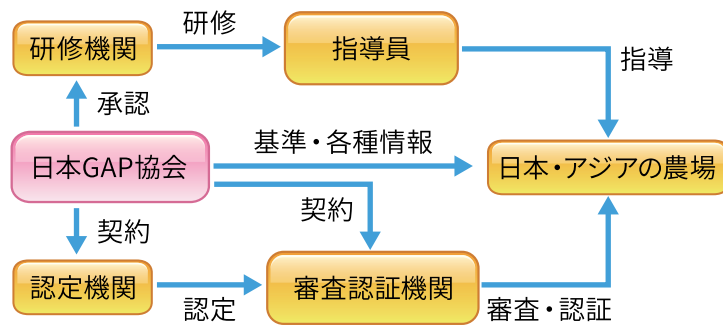 研修
研修機関
指導員
指導
承認
基準・各種情報
日本GAP協会
日本・アジアの農場
契約
契約
認定機関
審査認証機関
認定
審査・認証